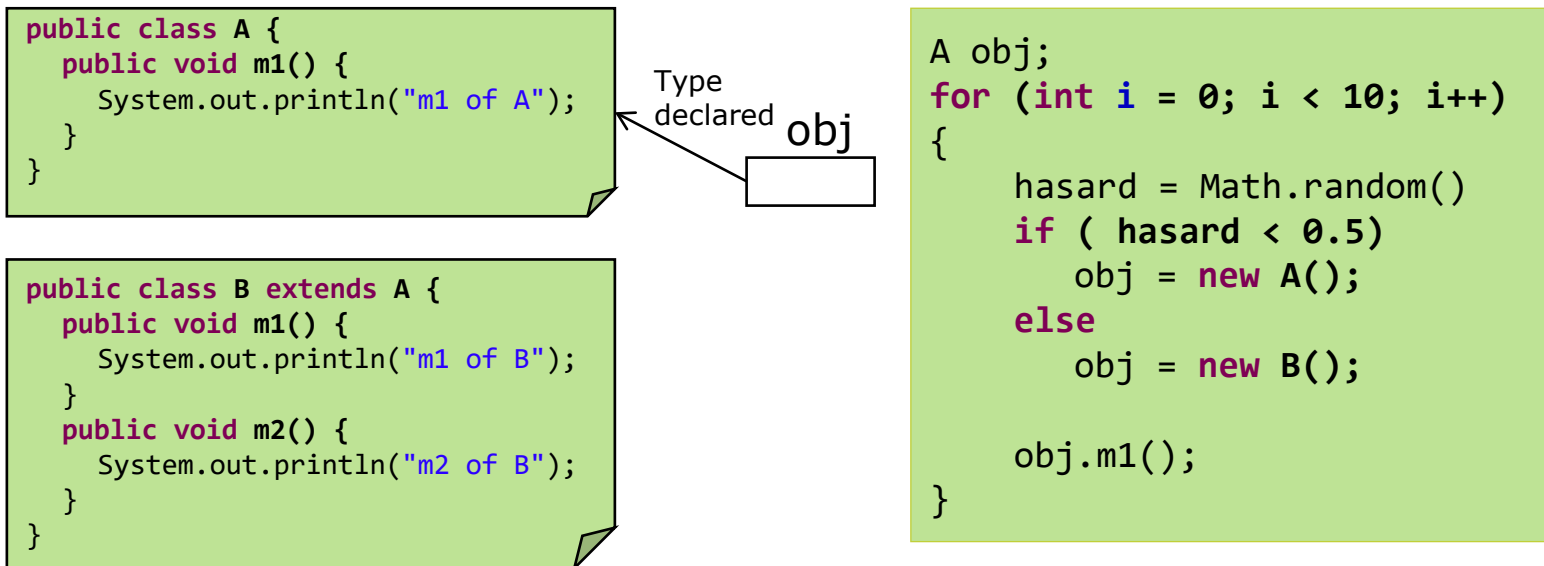 public class A {
public void m1() {
System.out.println("m1 of A");
}
}
Type
declared
obj
public class B extends A {
public void m1() {
System.out.println("m1 of B");
}
public void m2() {
System.out.println("m2 of B");
}
}
A obj;
for (int i = 0; i < 10; i++)
{
hasard = Math.random()
if ( hasard < 0.5)
obj = new A();
else
obj = new B();
obj.m1();
}